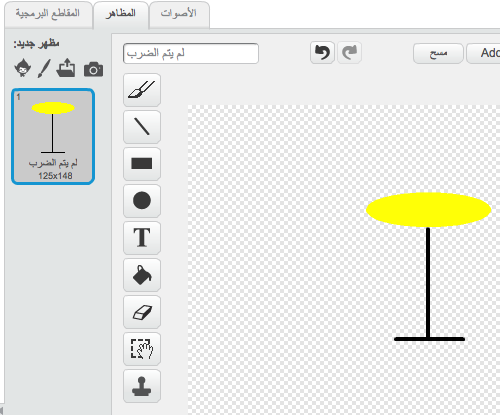 الأصوات المظاهر المقاطع البرمجية
مظهر جديد:
لم يتم الضرب
مسح Add
1
T
لم يتم الضرب
125x148